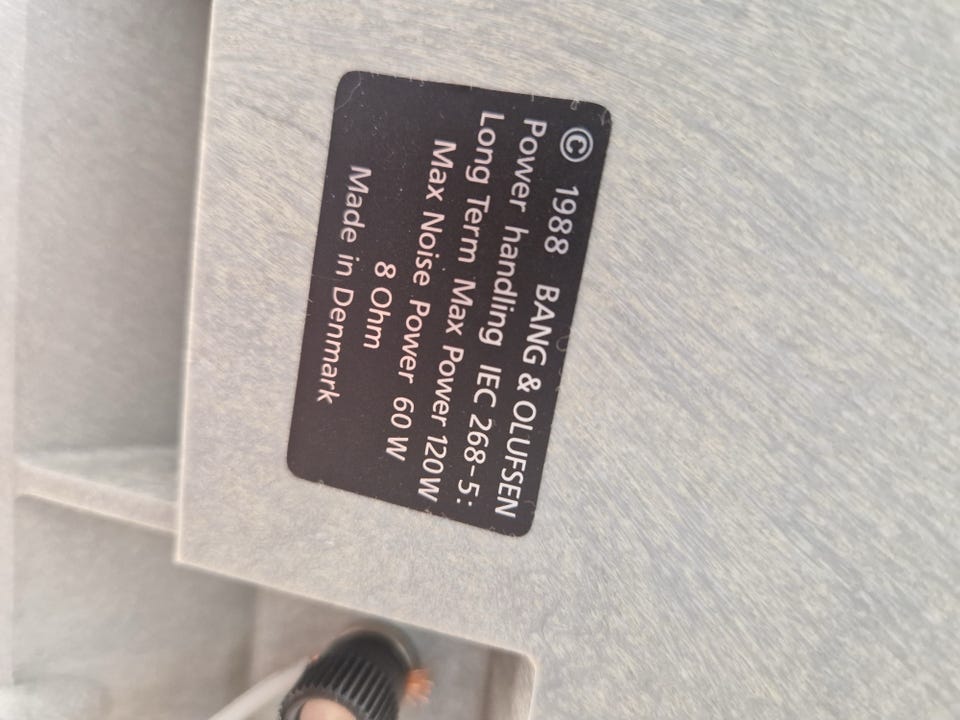 © 1988 BANG & OLUFSEN
Power handling IEC 268-5:
Long Term Max Power 120W
Max Noise Power 60 W
8 Ohm
Made in Denmark